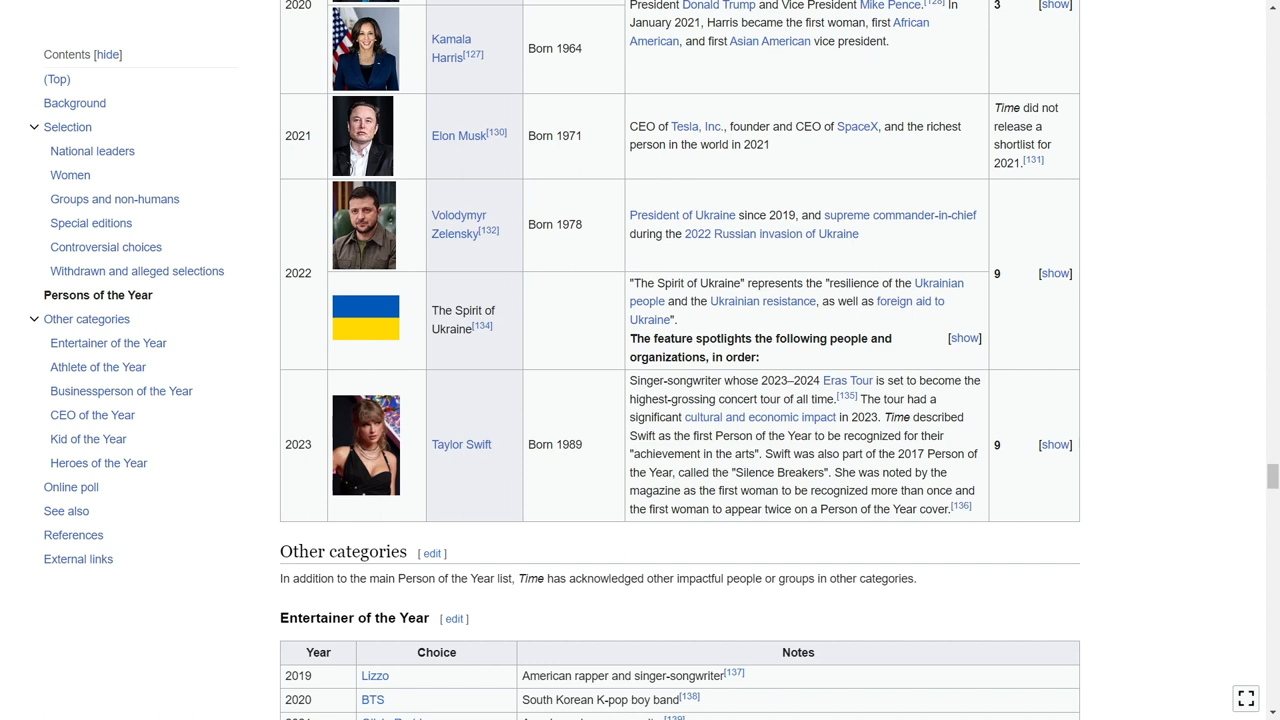 Contents [hide]
(Top)
Background
Selection
National leaders
Women
Groups and non-humans
Special editions
Controversial choices
Withdrawn and alleged selections
Persons of the Year
Other categories
Entertainer of the Year
Athlete of the Year
Businessperson of the Year
CEO of the Year
Kid of the Year
Heroes of the Year
Online poll
See also
References
External links
2020
President Donald Trump and Vice President Mike Pence.[128] In
January 2021, Harris became the first woman, first African
American, and first Asian American vice president.
3 [show]
Kamala
Harris[127]
Born 1964
2021
Elon Musk[130]
Born 1971
CEO of Tesla, Inc., founder and CEO of SpaceX, and the richest
person in the world in 2021
Time did not
release a
shortlist for
2021.[131]
2022
Volodymyr
Zelensky[132]
Born 1978
President of Ukraine since 2019, and supreme commander-in-chief
during the 2022 Russian invasion of Ukraine
9 [show]
The Spirit of
Ukraine[134]
"The Spirit of Ukraine" represents the "resilience of the Ukrainian
people and the Ukrainian resistance, as well as foreign aid to
Ukraine".
The feature spotlights the following people and [show]
organizations, in order:
2023
Taylor Swift
Born 1989
Singer-songwriter whose 2023–2024 Eras Tour is set to become the
highest-grossing concert tour of all time.[135] The tour had a
significant cultural and economic impact in 2023. Time described
Swift as the first Person of the Year to be recognized for their
"achievement in the arts". Swift was also part of the 2017 Person of
the Year, called the "Silence Breakers". She was noted by the
magazine as the first woman to be recognized more than once and
the first woman to appear twice on a Person of the Year cover.[136]
9 [show]
Other categories [ edit ]
In addition to the main Person of the Year list, Time has acknowledged other impactful people or groups in other categories.
Entertainer of the Year [ edit ]
Year Choice Notes
2019 Lizzo American rapper and singer-songwriter[137]
2020 BTS South Korean K-pop boy band[138]